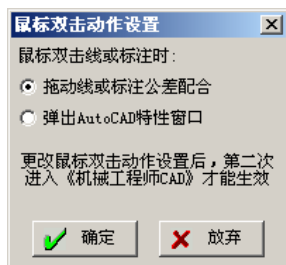 鼠标双击动作设置
鼠标双击线或标注时:
拖动线或标注公差配合
弹出AutoCAD特性窗口
更改鼠标双击动作设置后,第二次
进入《机械工程师CAD》才能生效
确定
放弃